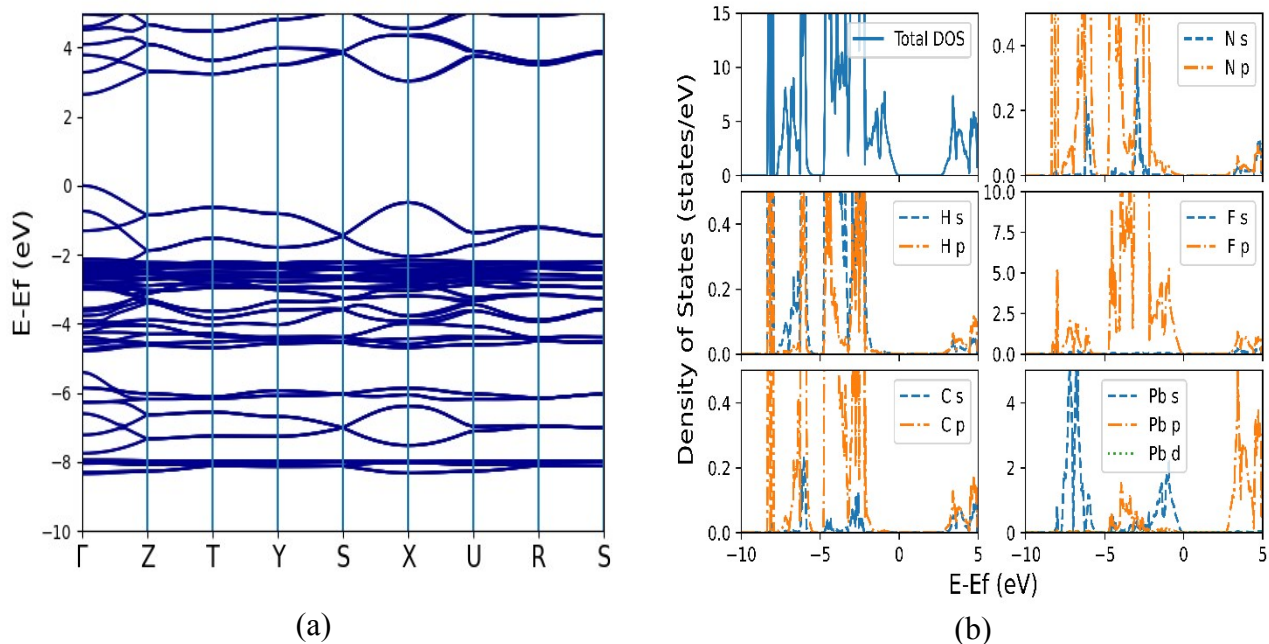 E-Ef (eV)
4
2
0
−2
−4
−6
−8
−10
Γ Z T Y S X U R S
(a)
Density of States (states/eV)
15
10
5
0
Total DOS
0.4
0.2
0.0
N s
N p
0.4
0.2
0.0
H s
H p
10.0
7.5
5.0
2.5
0.0
F s
F p
0.4
0.2
0.0
C s
C p
4
2
0
Pb s
Pb p
Pb d
−10 −5 0 5
−10 −5 0 5
E-Ef (eV)
(b)